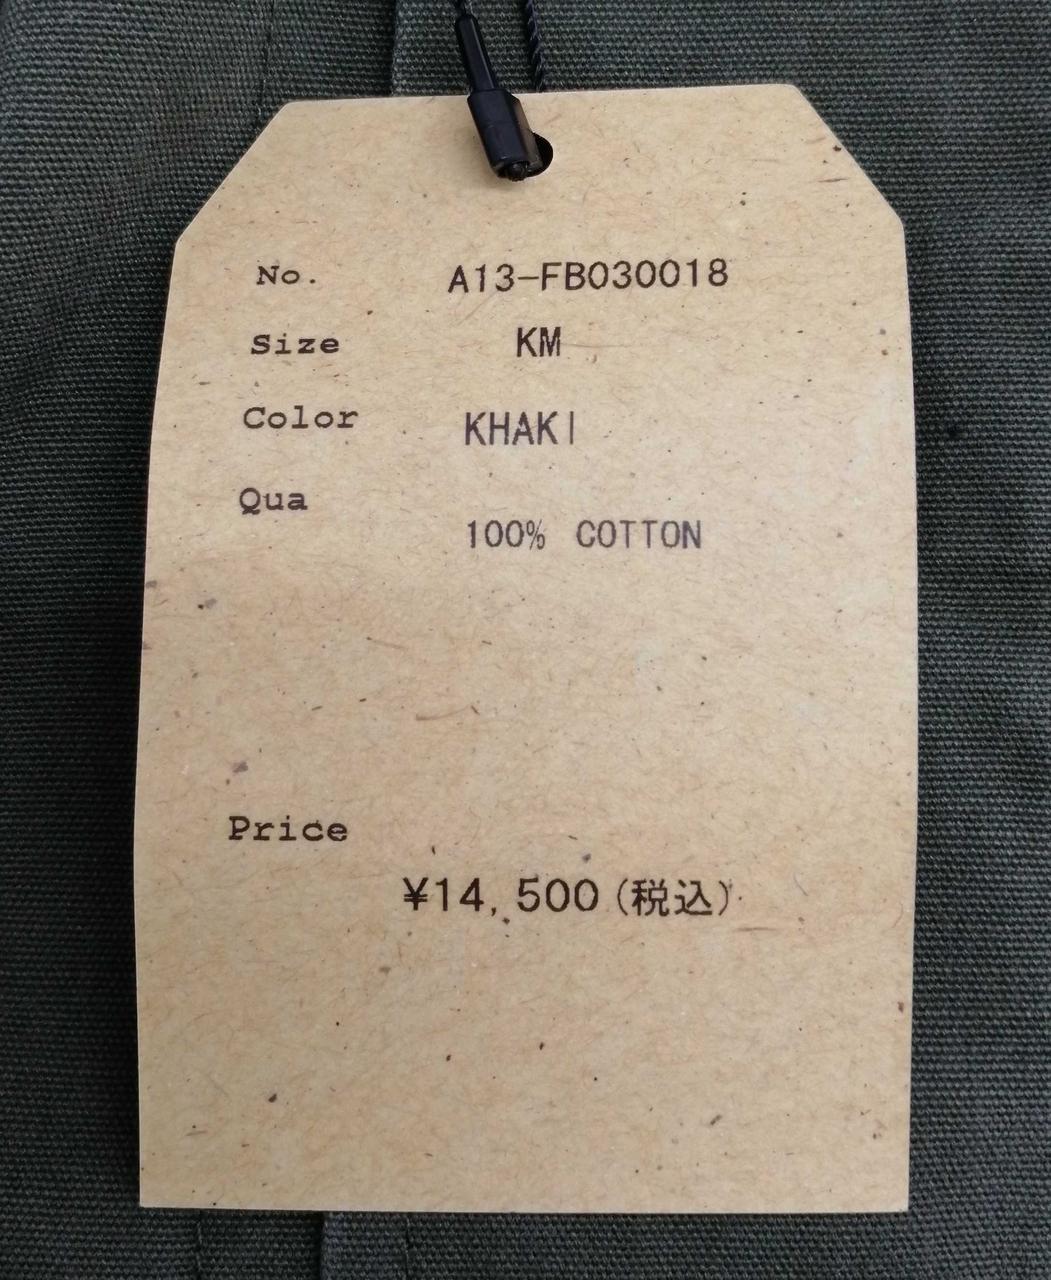 No. A13-FB030018
Size KM
Color KHAKI
Qua
100% COTTON
Price
¥14,500(税込)